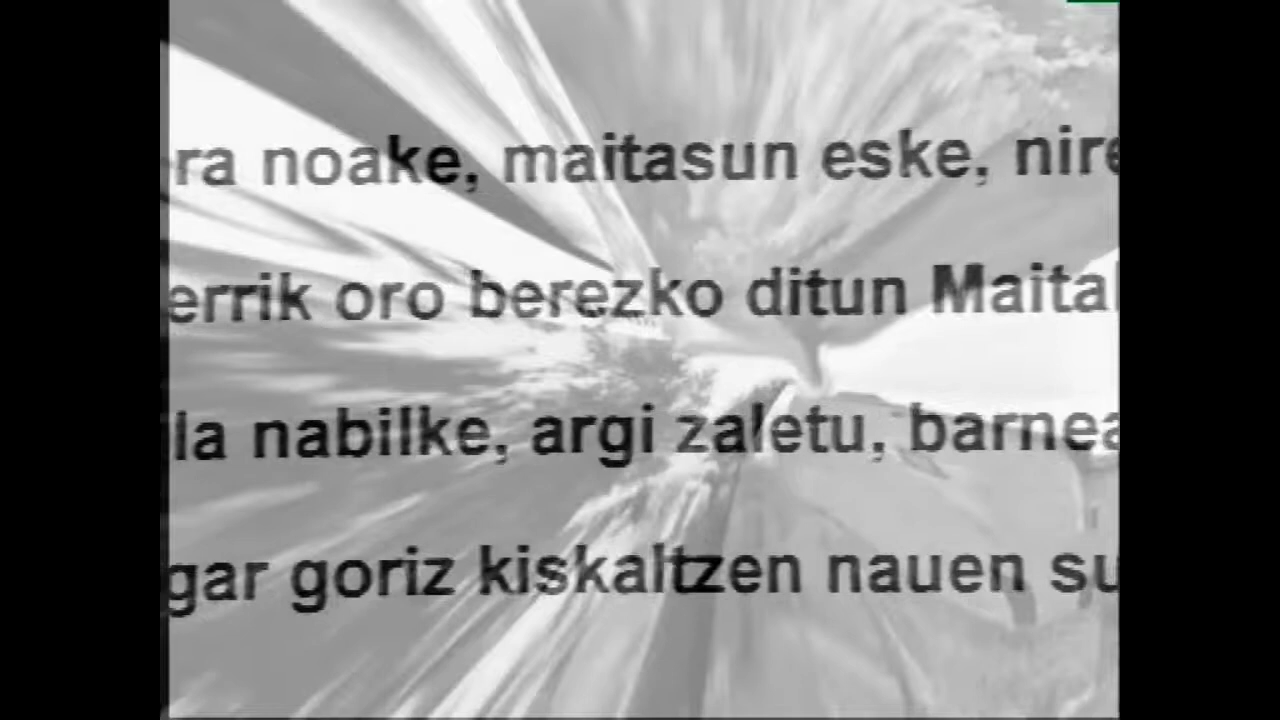 ra noake, maitasun eske, nire
errik oro berezko ditun Maita
la nabilke, argi zaletu, barnea
gar goriz kiskaltzen nauen su